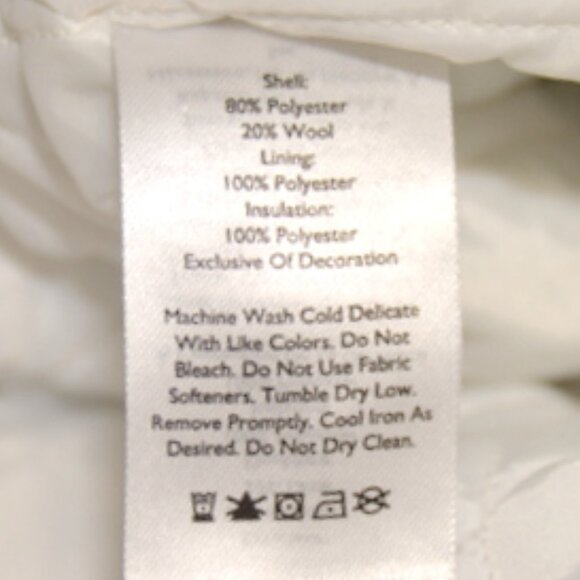 Shell:
80% Polyester
20% Wool
Lining:
100% Polyester
Insulation:
100% Polyester
Exclusive Of Decoration
Machine Wash Cold Delicate
With Like Colors. Do Not
Bleach. Do Not Use Fabric
Softeners. Tumble Dry Low.
Remove Promptly. Cool Iron As
Desired. Do Not Dry Clean.